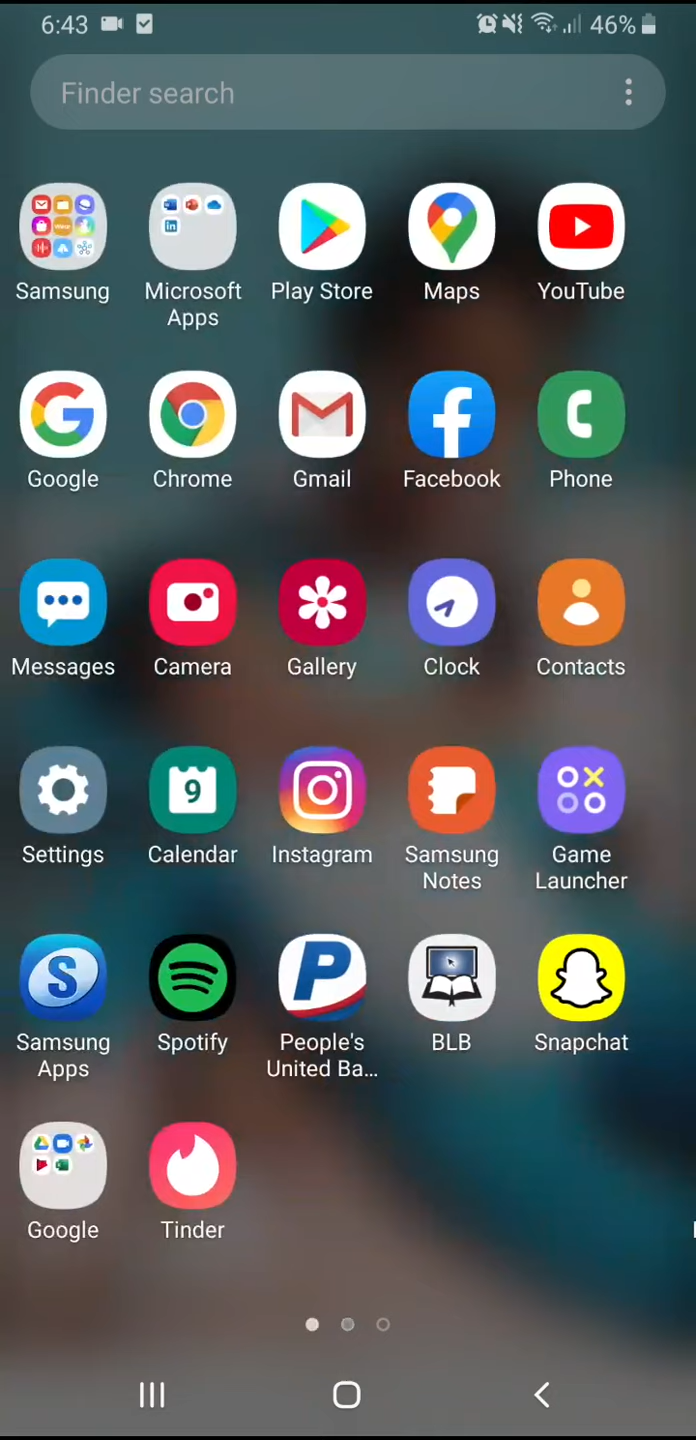 6:43
46%
Finder search
Samsung
Microsoft
Apps
Play Store
Maps
YouTube
Google
Chrome
Gmail
Facebook
Phone
Messages
Camera
Gallery
Clock
Contacts
Settings
9
Calendar
Instagram
Samsung
Notes
Game
Launcher
S
Samsung
Apps
Spotify
P
People's
United Ba...
BLB
Snapchat
Google
Tinder